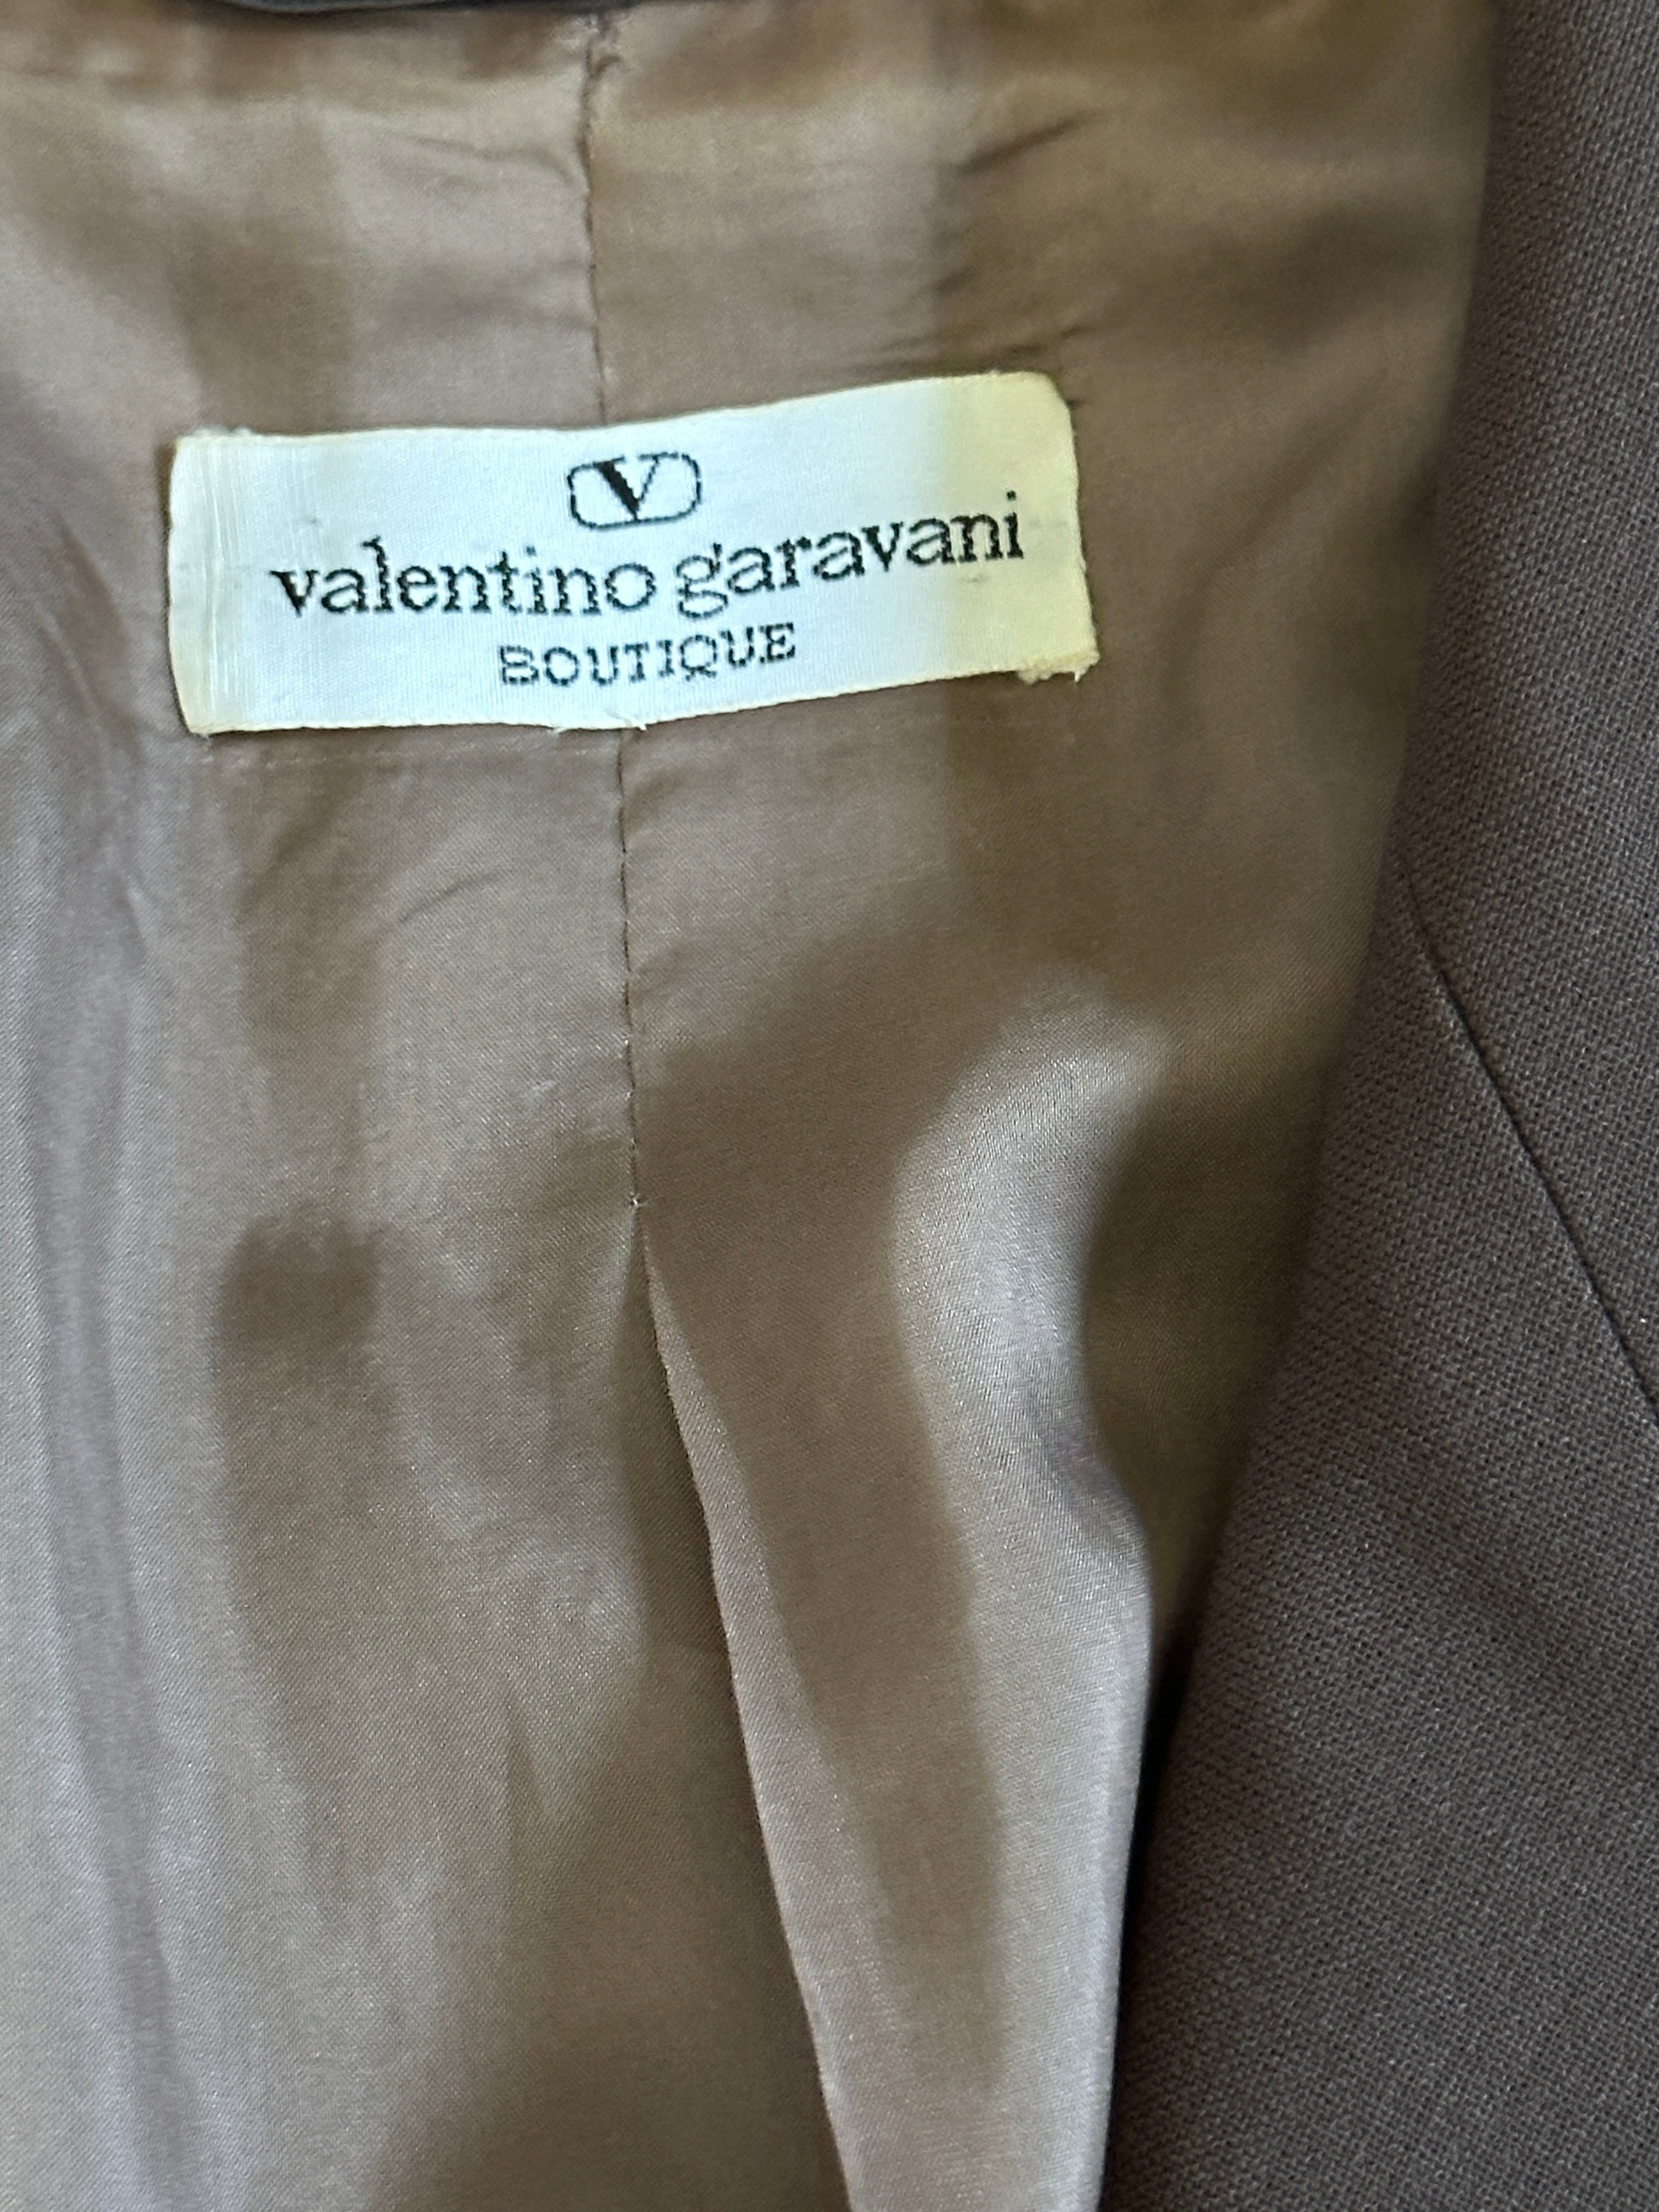 V
valentino garavani
BOUTIQUE